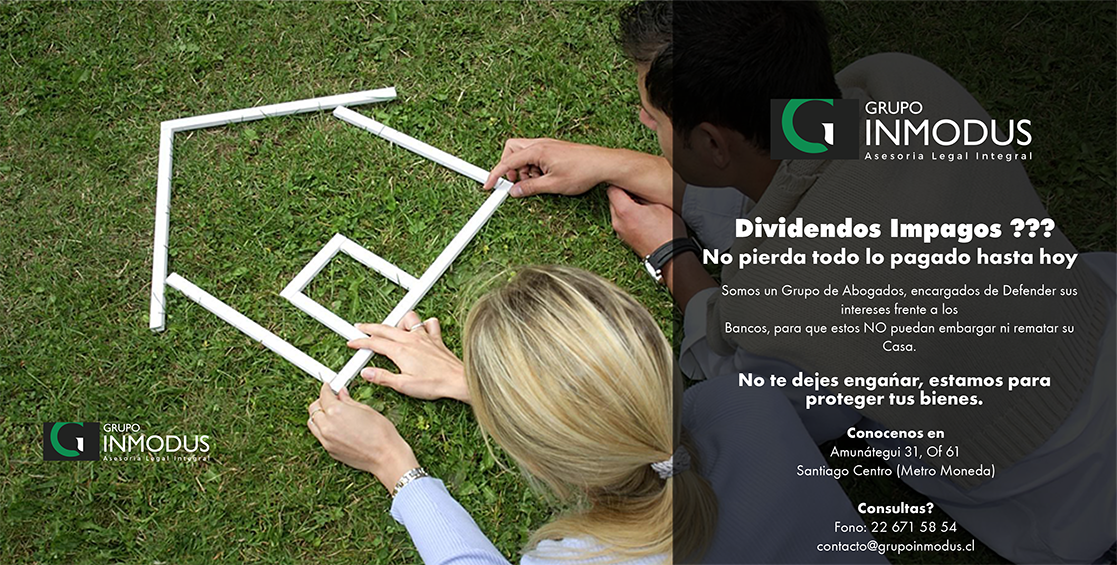 GRUPO
INMODUS
Asesoria Legal Integral
Dividendos Impagos ???
No pierda todo lo pagado hasta hoy
Somos un Grupo de Abogados, encargados de Defender sus
intereses frente a los
Bancos, para que estos NO puedan embargar ni rematar su
Casa.
No te dejes engańar, estamos para
proteger tus bienes.
Conocenos en
Amunátegui 31, Of 61
Santiago Centro (Metro Moneda)
Consultas?
Fono: 22 671 58 54
contacto@grupoinmodus.cl
GRUPO
INMODUS
Asesoria Legal Integral